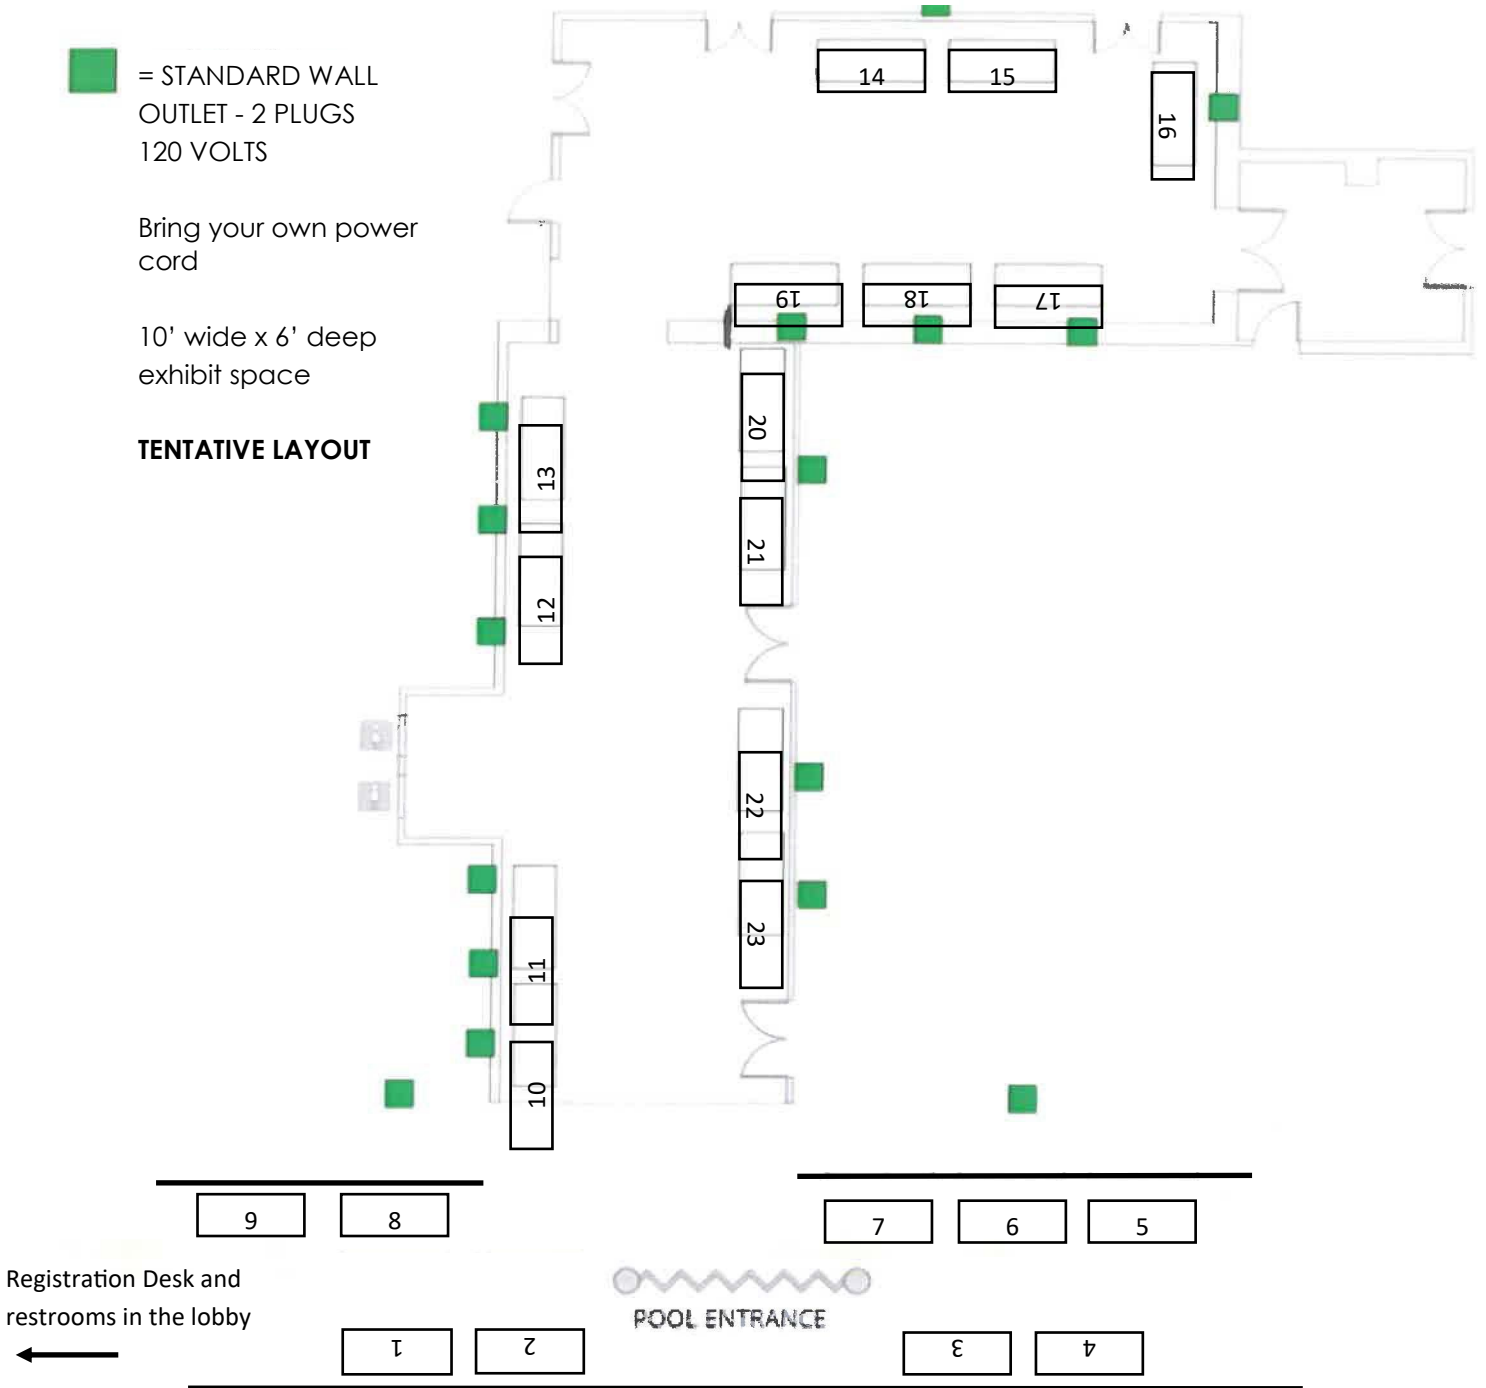 = STANDARD WALL
OUTLET - 2 PLUGS
120 VOLTS
Bring your own power
cord
10’ wide x 6’ deep
exhibit space
TENTATIVE LAYOUT
14
15
16
19
18
17
20
13
21
12
22
23
11
10
9
8
7
6
5
Registration Desk and
restrooms in the lobby
POOL ENTRANCE
1
2
3
4